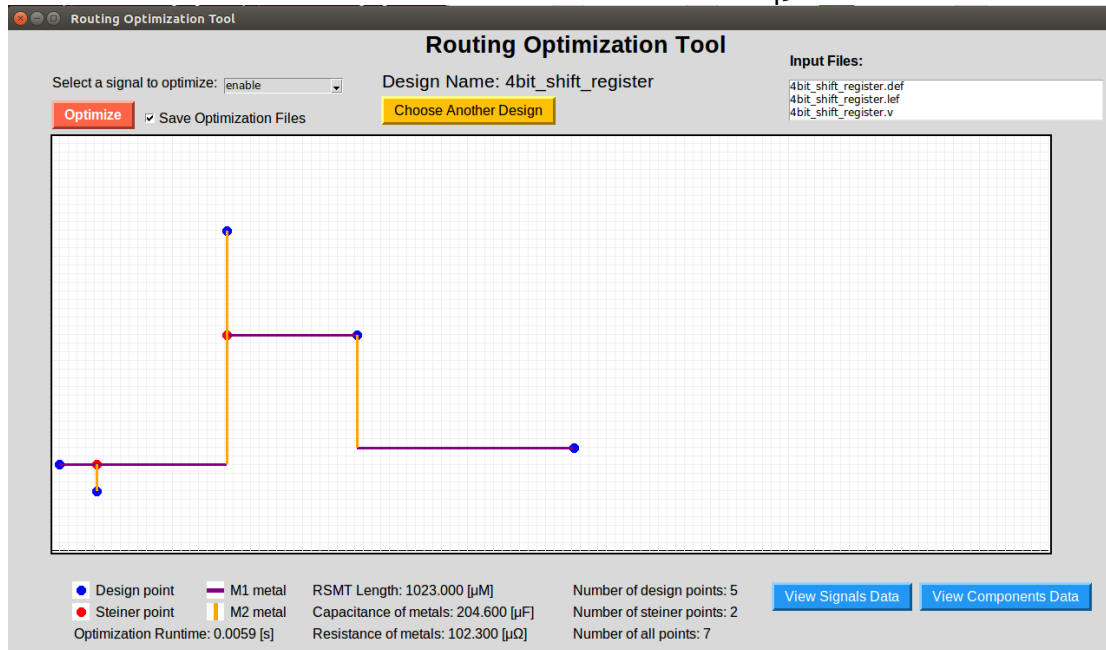 Routing Optimization Tool
Routing Optimization Tool
Input Files:
Select a signal to optimize: enable
Design Name: 4bit_shift_register
4bit_shift_register.def
4bit_shift_register.lef
4bit_shift_register.v
Optimize
Save Optimization Files
Choose Another Design
Design point
M1 metal
RSMT Length: 1023.000 [μM]
Number of design points: 5
View Signals Data
View Components Data
Steiner point
M2 metal
Capacitance of metals: 204.600 [μF]
Number of steiner points: 2
Optimization Runtime: 0.0059 [s]
Resistance of metals: 102.300 [μΩ]
Number of all points: 7